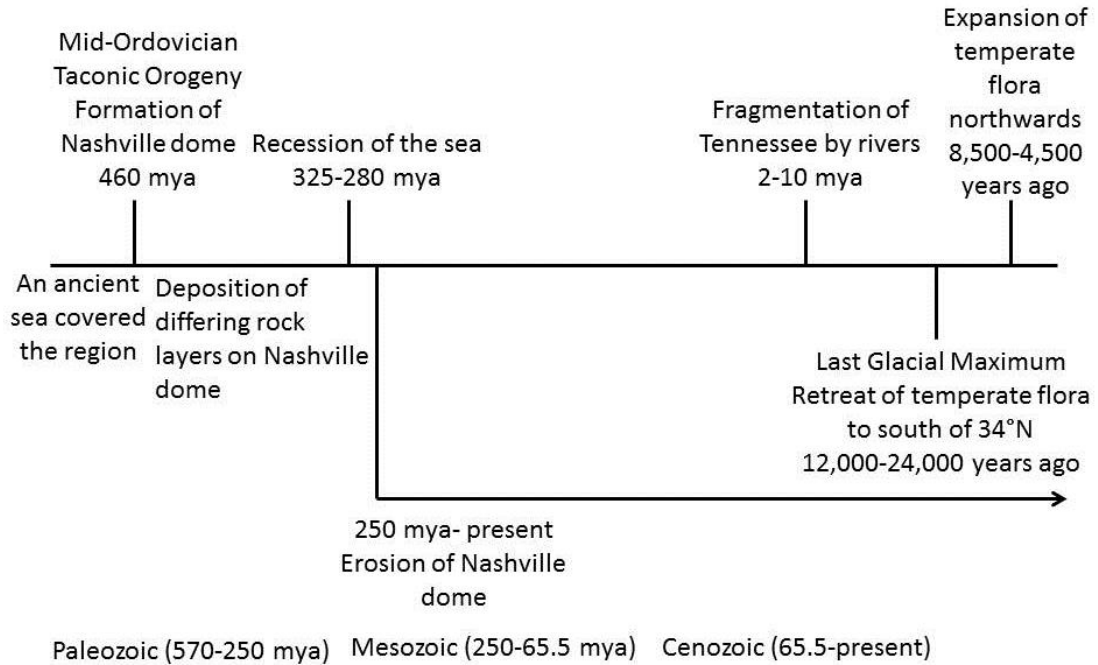 Mid-Ordovician
Taconic Orogeny
Formation of
Nashville dome
460 mya
Recession of the sea
325-280 mya
Fragmentation of
Tennessee by rivers
2-10 mya
Expansion of
temperate
flora
northwards
8,500-4,500
years ago
An ancient
sea covered
the region
Deposition of
differing rock
layers on Nashville
dome
Last Glacial Maximum
Retreat of temperate flora
to south of 34°N
12,000-24,000 years ago
250 mya- present
Erosion of Nashville
dome
Paleozoic (570-250 mya)
Mesozoic (250-65.5 mya)
Cenozoic (65.5-present)